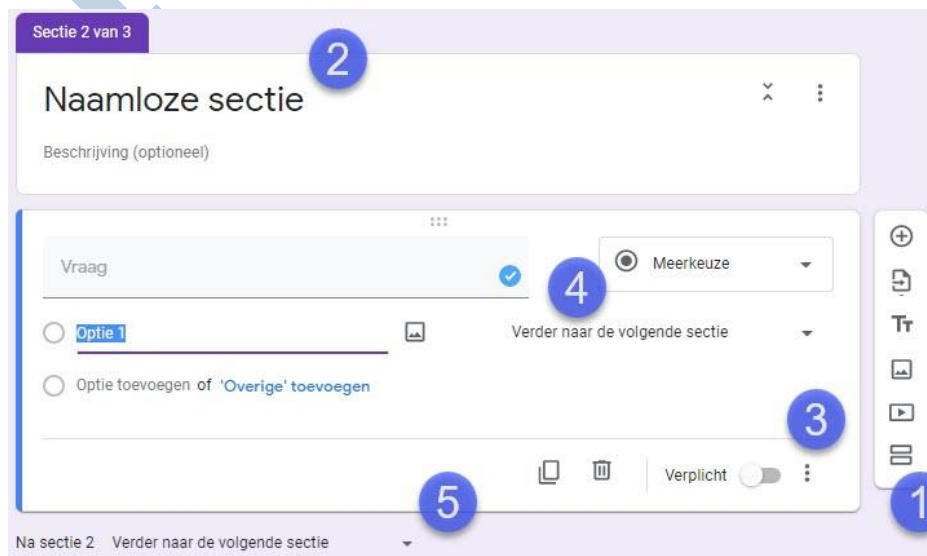 Sectie 2 van 3
2
Naamloze sectie
Beschrijving (optioneel)
Vraag
Meerkeuze
4
Optie 1
Verder naar de volgende sectie
Tт
Optie toevoegen of 'Overige' toevoegen
3
Verplicht
5
1
Na sectie 2 Verder naar de volgende sectie